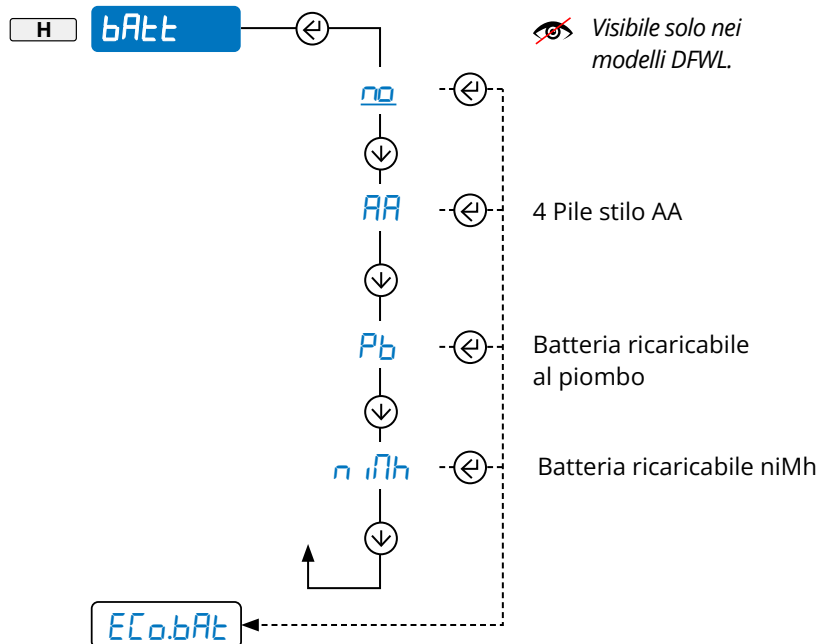 H bAtt
Visibile solo nei
modelli DFWL.
no
AA 4 Pile stilo AA
Pb Batteria ricaricabile
al piombo
niMh Batteria ricaricabile niMh
ECo.bAt